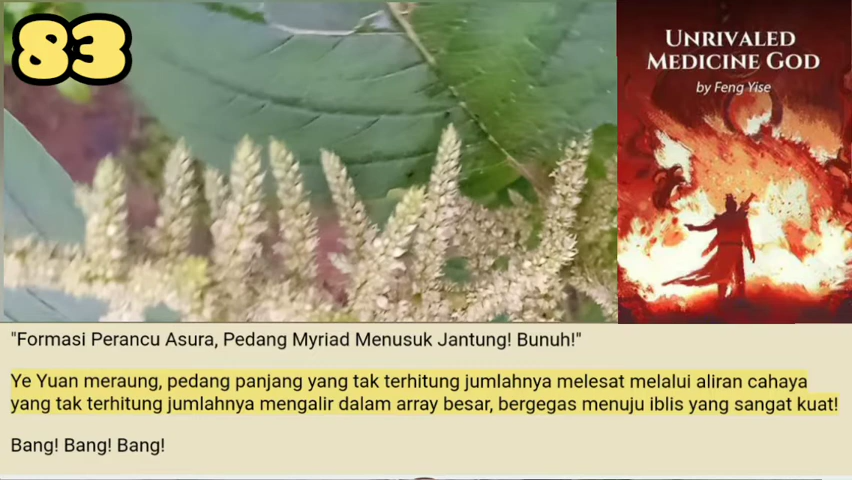 83
UNRIVALED
MEDICINE GOD
by Feng Yise
"Formasi Perancu Asura, Pedang Myriad Menusuk Jantung! Bunuh!"
Ye Yuan meraung, pedang panjang yang tak terhitung jumlahnya melesat melalui aliran cahaya
yang tak terhitung jumlahnya mengalir dalam array besar, bergegas menuju iblis yang sangat kuat!
Bang! Bang! Bang!